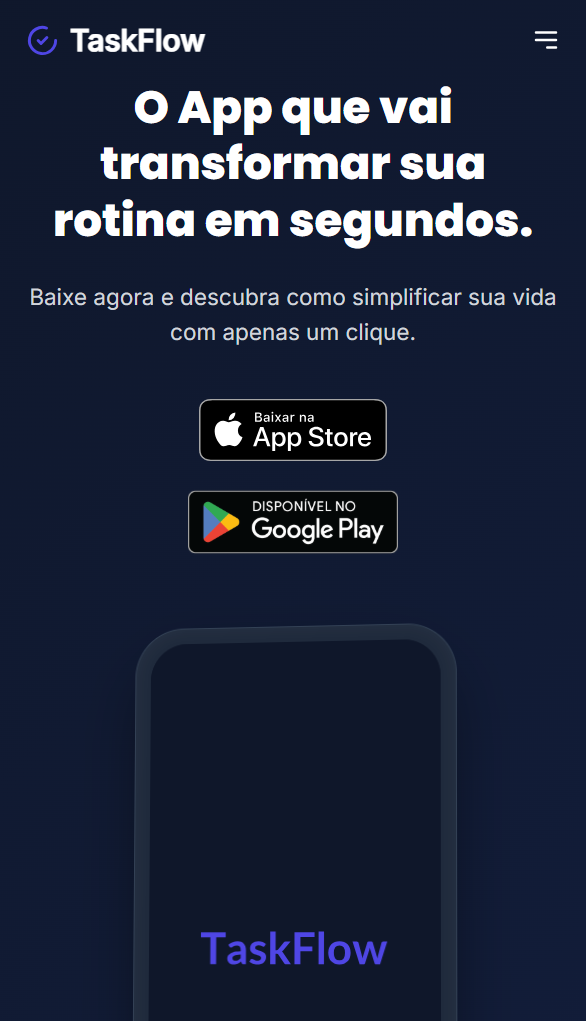 TaskFlow
O App que vai
transformar sua
rotina em segundos.
Baixe agora e descubra como simplificar sua vida
com apenas um clique.
Baixar na
App Store
DISPONÍVEL NO
Google Play
TaskFlow